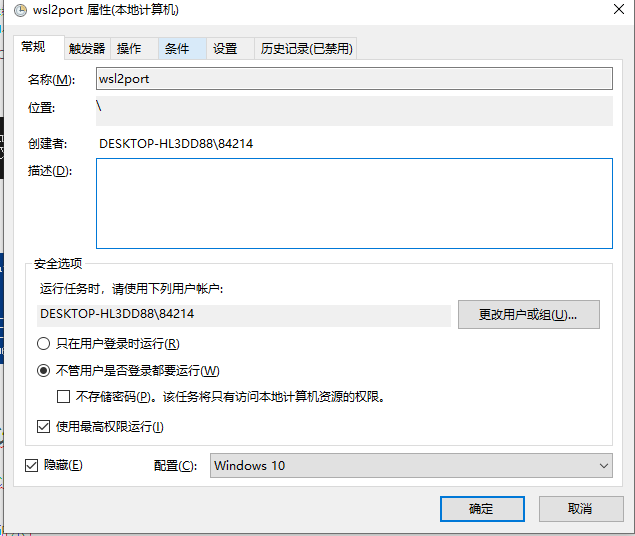 wsl2port 属性(本地计算机)
常规 触发器 操作 条件 设置 历史记录(已禁用)
名称(M): wsl2port
位置: \
创建者: DESKTOP-HL3DD88\84214
描述(D):
安全选项
运行任务时，请使用下列用户帐户:
DESKTOP-HL3DD88\84214 更改用户或组(U)...
只在用户登录时运行(R)
不管用户是否登录都要运行(W)
不存储密码(P)。该任务将只有访问本地计算机资源的权限。
使用最高权限运行(I)
隐藏(E) 配置(C): Windows 10
确定 取消